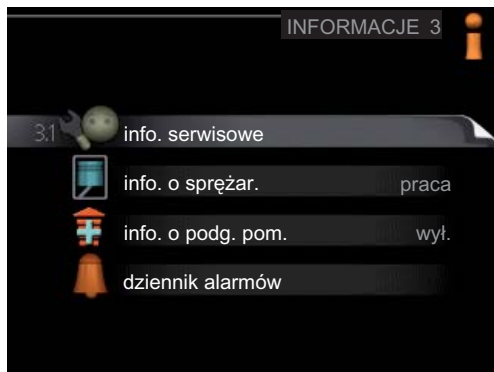 INFORMACJE 3
3.1 info. serwisowe
info. o sprężar. praca
info. o podg. pom. wył.
dziennik alarmów